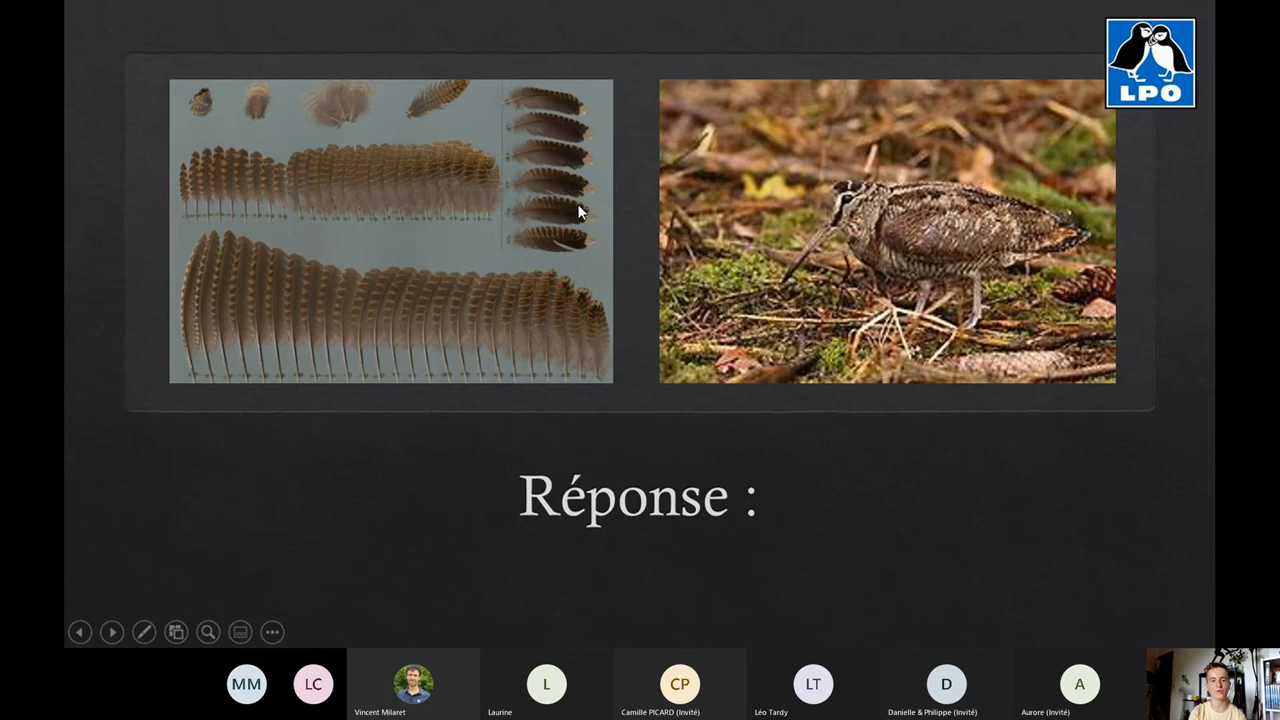 LPO
Réponse :
MM
LC
Vincent Milaret
L
Laurine
CP
Camille PICARD (Invité)
LT
Léo Tardy
D
Danielle & Philippe (Invité)
A
Aurore (Invité)